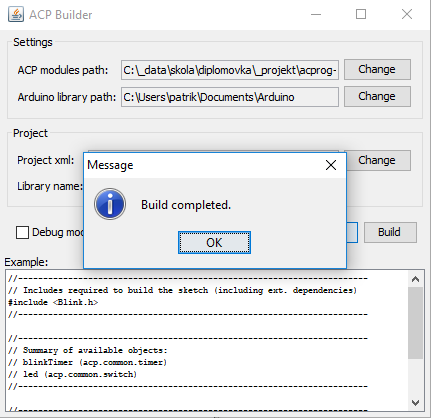 ACP Builder
Settings
ACP modules path: C:\_data\skola\diplomovka\_projekt\acprog- Change
Arduino library path: C:\Users\patrik\Documents\Arduino Change
Project
Project xml: Change
Library name:
Message
Build completed.
OK
Debug mod Build
Example:
//-----------------------------------------------------------------------
// Includes required to build the sketch (including ext. dependencies)
#include <Blink.h>
//-----------------------------------------------------------------------
//-----------------------------------------------------------------------
// Summary of available objects:
// blinkTimer (acp.common.timer)
// led (acp.common.switch)
//-----------------------------------------------------------------------
//-----------------------------------------------------------------------